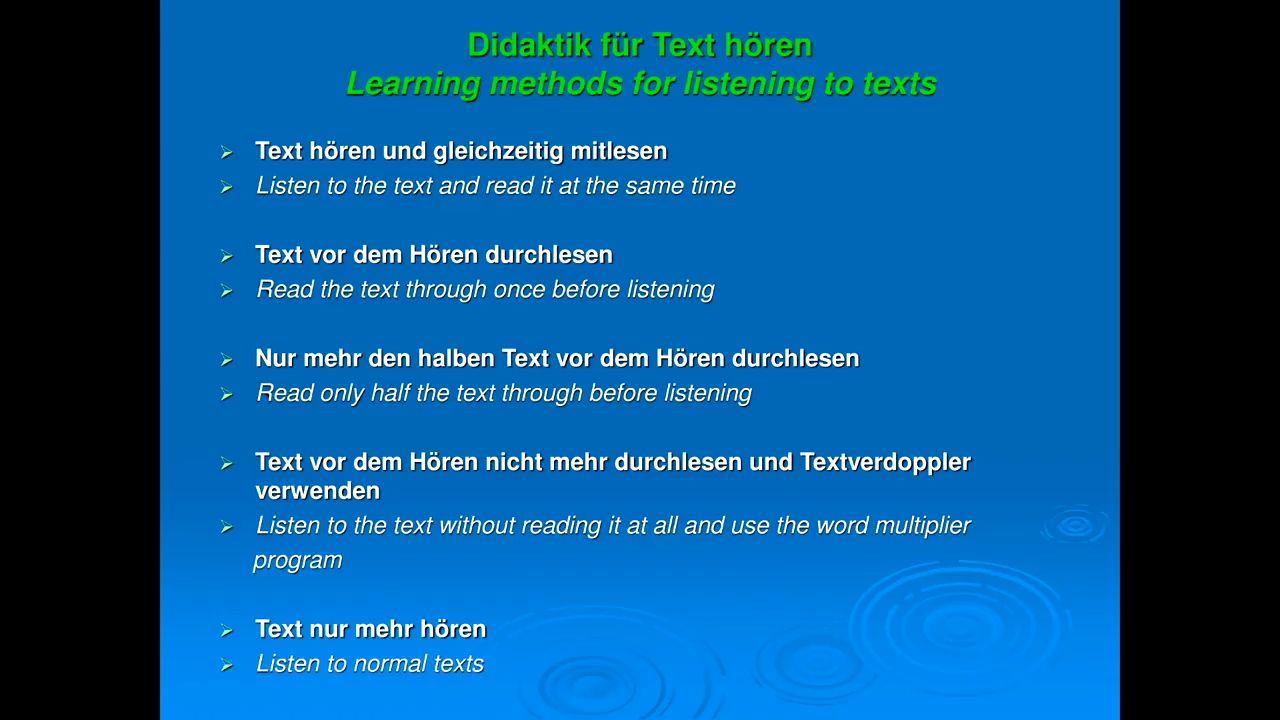 Didaktik für Text hören
Learning methods for listening to texts
Text hören und gleichzeitig mitlesen
Listen to the text and read it at the same time
Text vor dem Hören durchlesen
Read the text through once before listening
Nur mehr den halben Text vor dem Hören durchlesen
Read only half the text through before listening
Text vor dem Hören nicht mehr durchlesen und Textverdoppler
verwenden
Listen to the text without reading it at all and use the word multiplier
program
Text nur mehr hören
Listen to normal texts